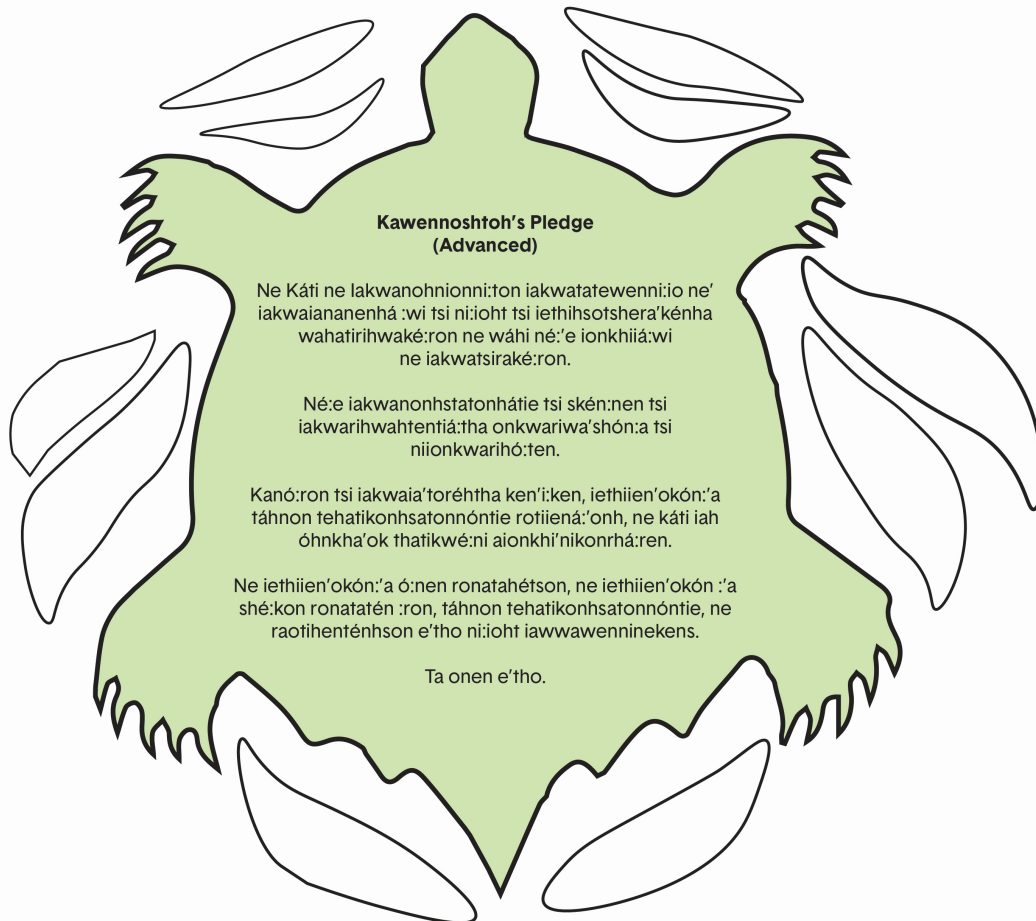 Kawennoshtoh's Pledge
(Advanced)
Ne Káti ne Iakwanohnionni:ton iakwatatewenni:io ne'
iakwaiananenhá :wi tsi ni:ioht tsi iethihsotshera'kénha
wahatirihwaké:ron ne wáhi né:'e ionkhiiá:wi
ne iakwatsiraké:ron.
Né:e iakwanonhstatonhátie tsi skén:nen tsi
iakwarihwahtentiá:tha onkwariwa'shón:a tsi
niionkwarihó:ten.
Kanó:ron tsi iakwaia'toréhtha ken'i:ken, iethiien'okón:'a
táhnon tehatikonhsatonnóntie rotiiená:'onh, ne káti iah
óhnkha'ok thatikwé:ni aionkhi'nikonrhá:ren.
Ne iethiien'okón:'a ó:nen ronatahétson, ne iethiien'okón :'a
shé:kon ronatatén :ron, táhnon tehatikonhsatonnóntie, ne
raotihenténhson e'tho ni:ioht iawwawenninekens.
Ta onen e'tho.